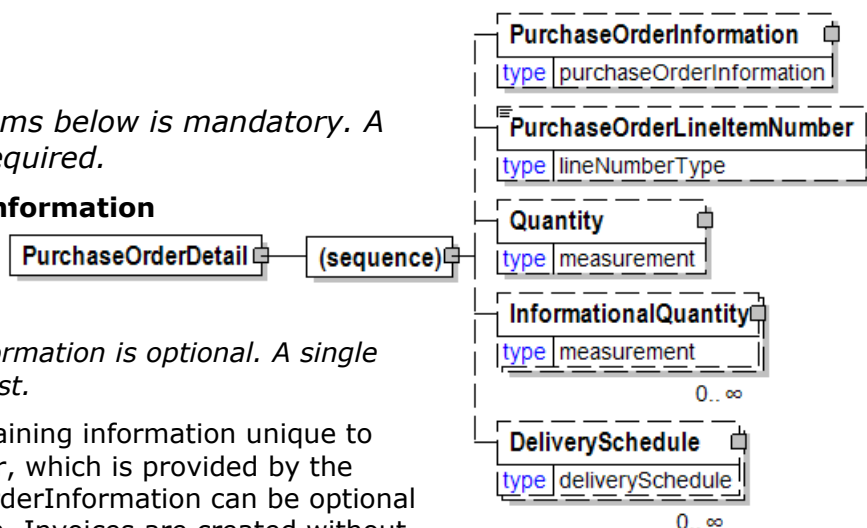 ms below is mandatory. A
equired.
nformation
ormation is optional. A single
st.
aining information unique to
r, which is provided by the
rderInformation can be optional
PurchaseOrderDetail
(sequence)
PurchaseOrderInformation
type purchaseOrderInformation
PurchaseOrderLineItemNumber
type lineNumberType
Quantity
type measurement
InformationalQuantity
type measurement
0.. ∞
DeliverySchedule
type deliverySchedule
0.. ∞